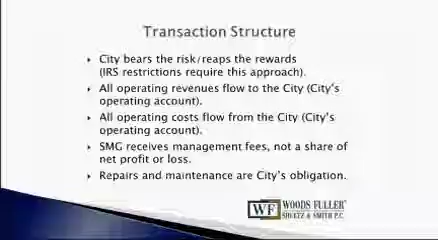 Transaction Structure
City bears the risk/reaps the rewards
(IRS restrictions require this approach).
All operating revenues flow to the City (City's
operating account).
All operating costs flow from the City (City's
operating account).
SMG receives management fees, not a share of
net profit or loss.
Repairs and maintenance are City's obligation.
WF WOODS FULLER
SHULTZ & SMITH P.C.